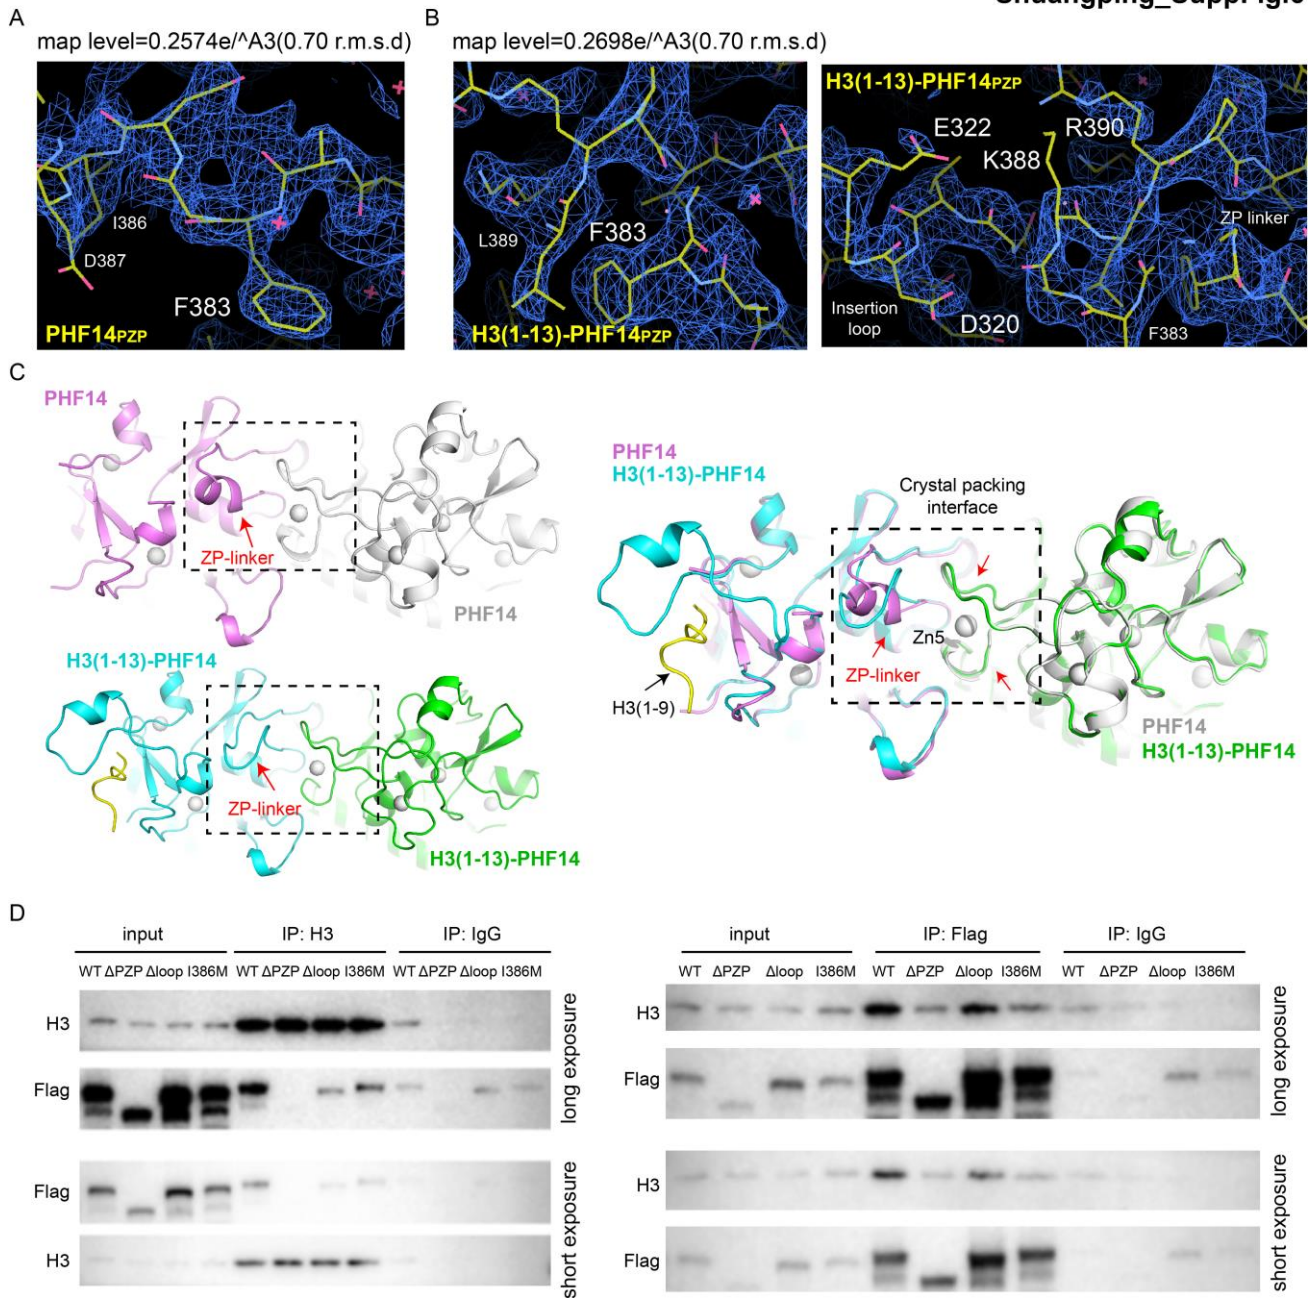 A
B
map level=0.2574e/^A3(0.70 r.m.s.d)
map level=0.2698e/^A3(0.70 r.m.s.d)
I386
D387
F383
PHF14PZP
L389
F383
H3(1-13)-PHF14PZP
H3(1-13)-PHF14PZP
E322
R390
K388
ZP linker
Insertion
loop
D320
F383
C
PHF14
ZP-linker
PHF14
H3(1-13)-PHF14
ZP-linker
H3(1-13)-PHF14
PHF14
H3(1-13)-PHF14
Crystal packing
interface
Zn5
ZP-linker
H3(1-9)
PHF14
H3(1-13)-PHF14
D
input IP: H3 IP: IgG
WT ΔPZP Δloop I386M WT ΔPZP Δloop I386M WT ΔPZP Δloop I386M
H3
Flag
long exposure
Flag
H3
short exposure
input IP: Flag IP: IgG
WT ΔPZP Δloop I386M WT ΔPZP Δloop I386M WT ΔPZP Δloop I386M
H3
Flag
long exposure
H3
Flag
short exposure